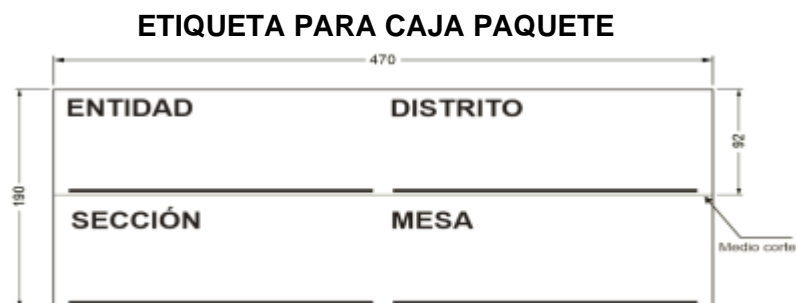 ETIQUETA PARA CAJA PAQUETE
470
ENTIDAD DISTRITO
92
190
SECCIÓN MESA
Medio corte